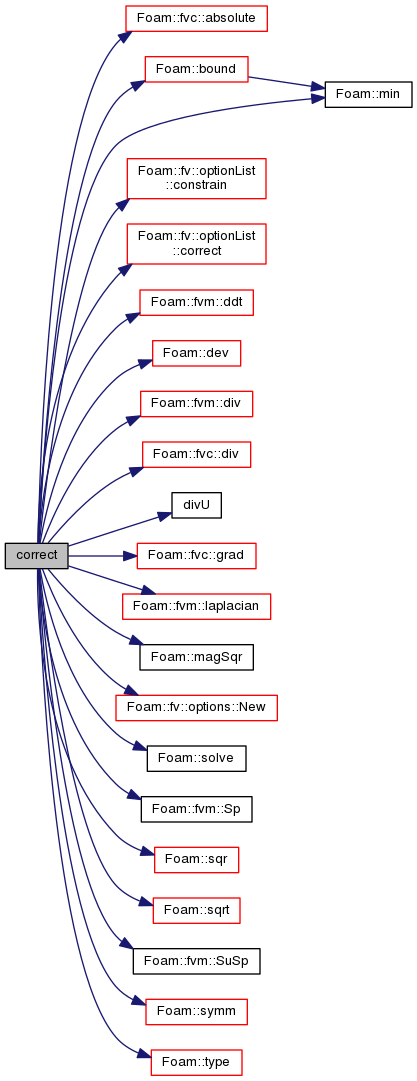 Foam::fvc::absolute
Foam::bound
Foam::min
Foam::fv::optionList
::constrain
Foam::fv::optionList
::correct
Foam::fvm::ddt
Foam::dev
Foam::fvm::div
Foam::fvc::div
divU
correct
Foam::fvc::grad
Foam::fvm::laplacian
Foam::magSqr
Foam::fv::options::New
Foam::solve
Foam::fvm::Sp
Foam::sqr
Foam::sqrt
Foam::fvm::SuSp
Foam::symm
Foam::type